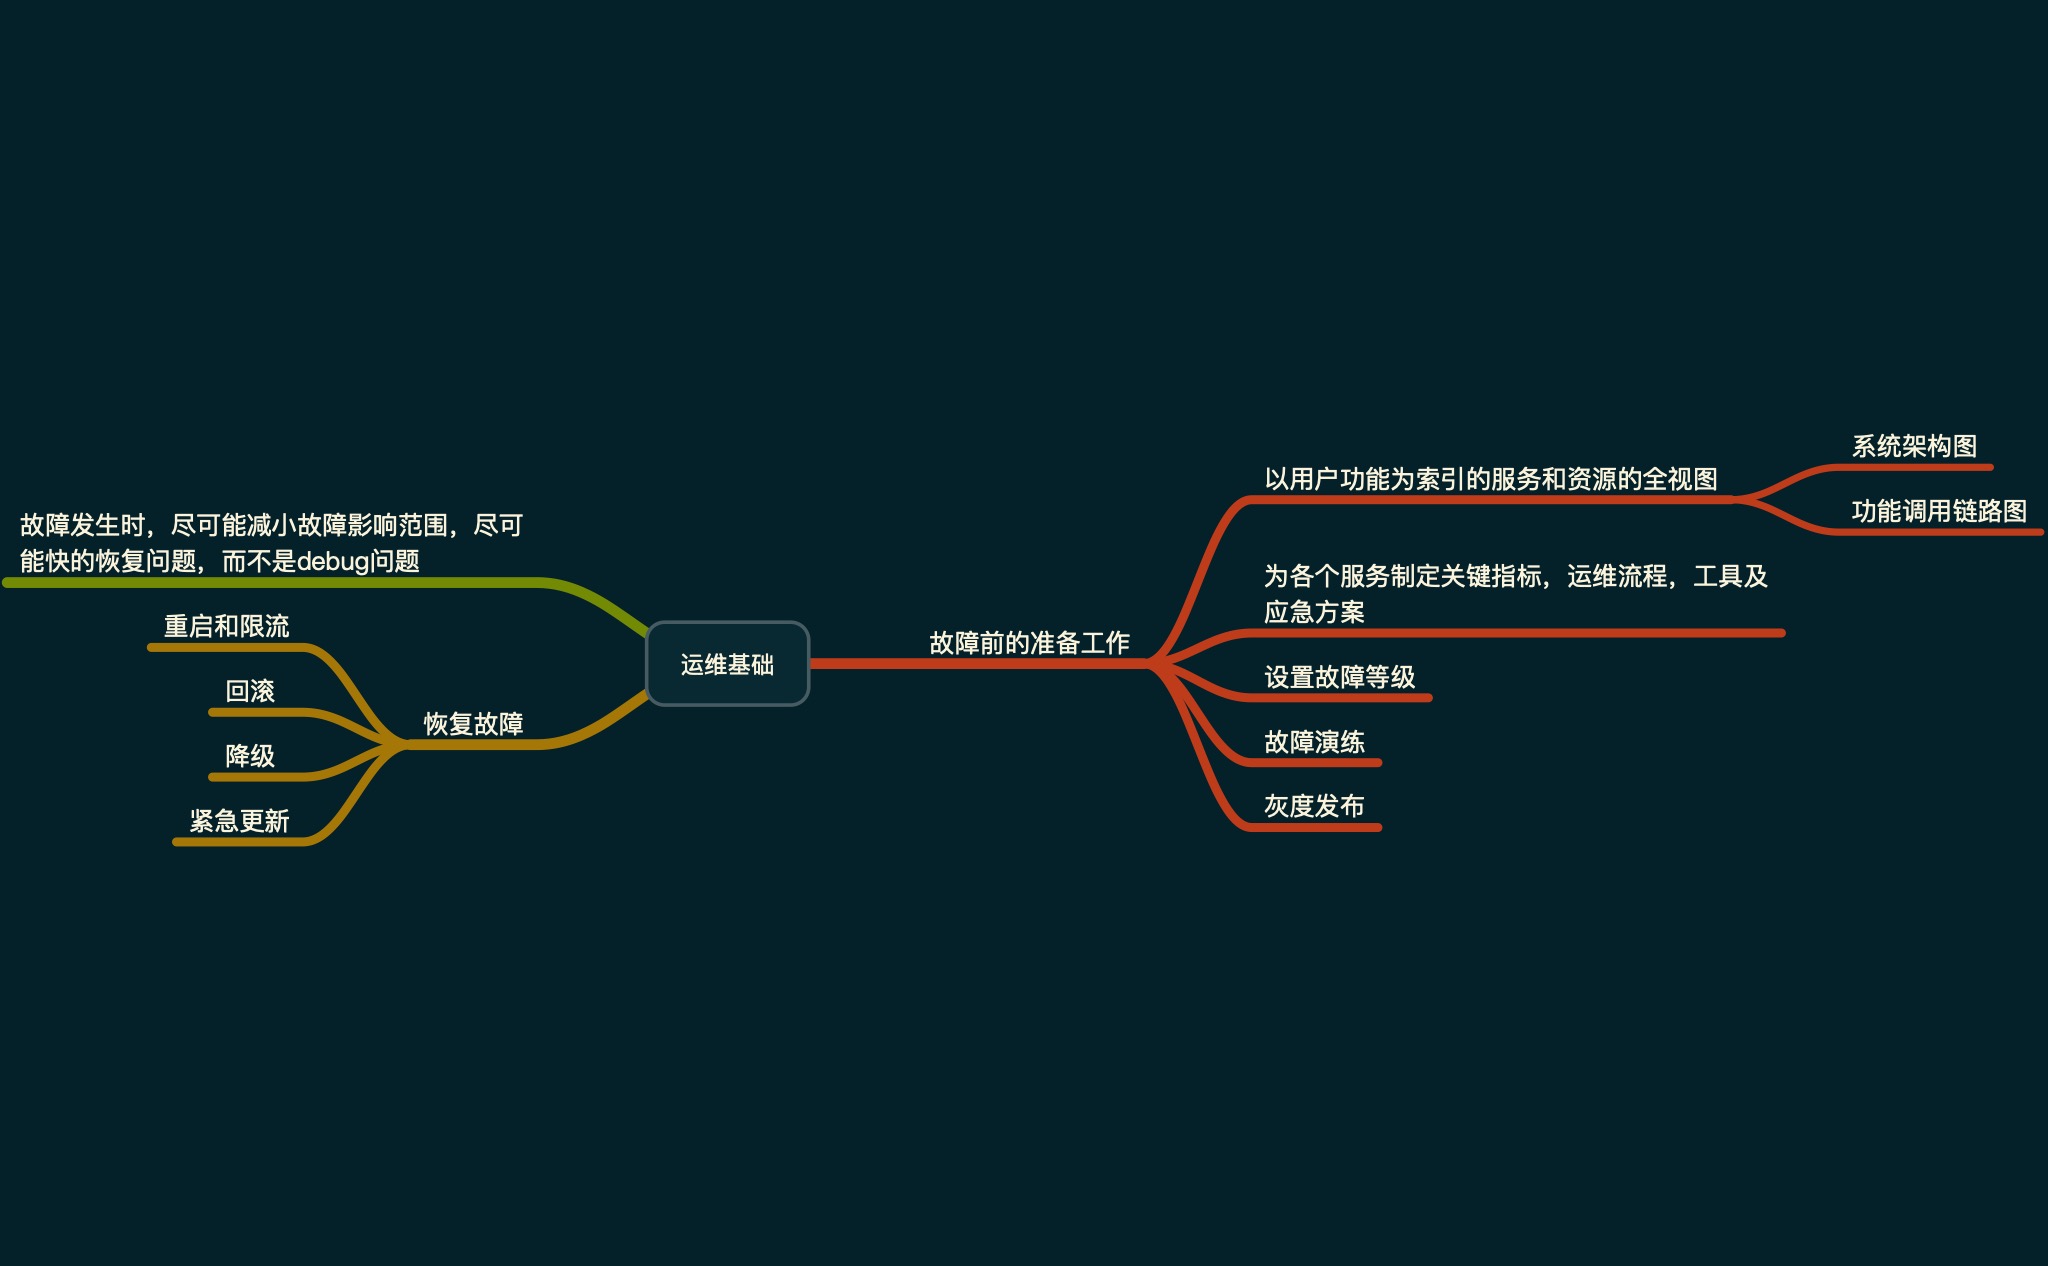 运维基础
故障前的准备工作
以用户功能为索引的服务和资源的全视图
系统架构图
功能调用链路图
为各个服务制定关键指标，运维流程，工具及
应急方案
设置故障等级
故障演练
灰度发布
故障发生时，尽可能减小故障影响范围，尽可
能快的恢复问题，而不是debug问题
恢复故障
重启和限流
回滚
降级
紧急更新